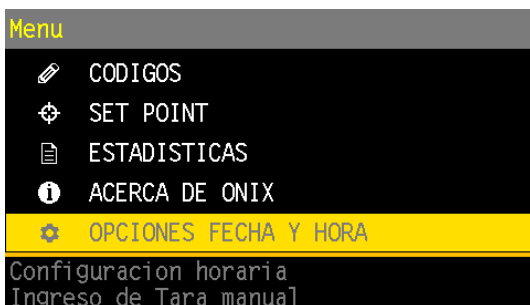 Menu
CODIGOS
SET POINT
ESTADISTICAS
ACERCA DE ONIX
OPCIONES FECHA Y HORA
Configuracion horaria
Ingreso de Tara manual